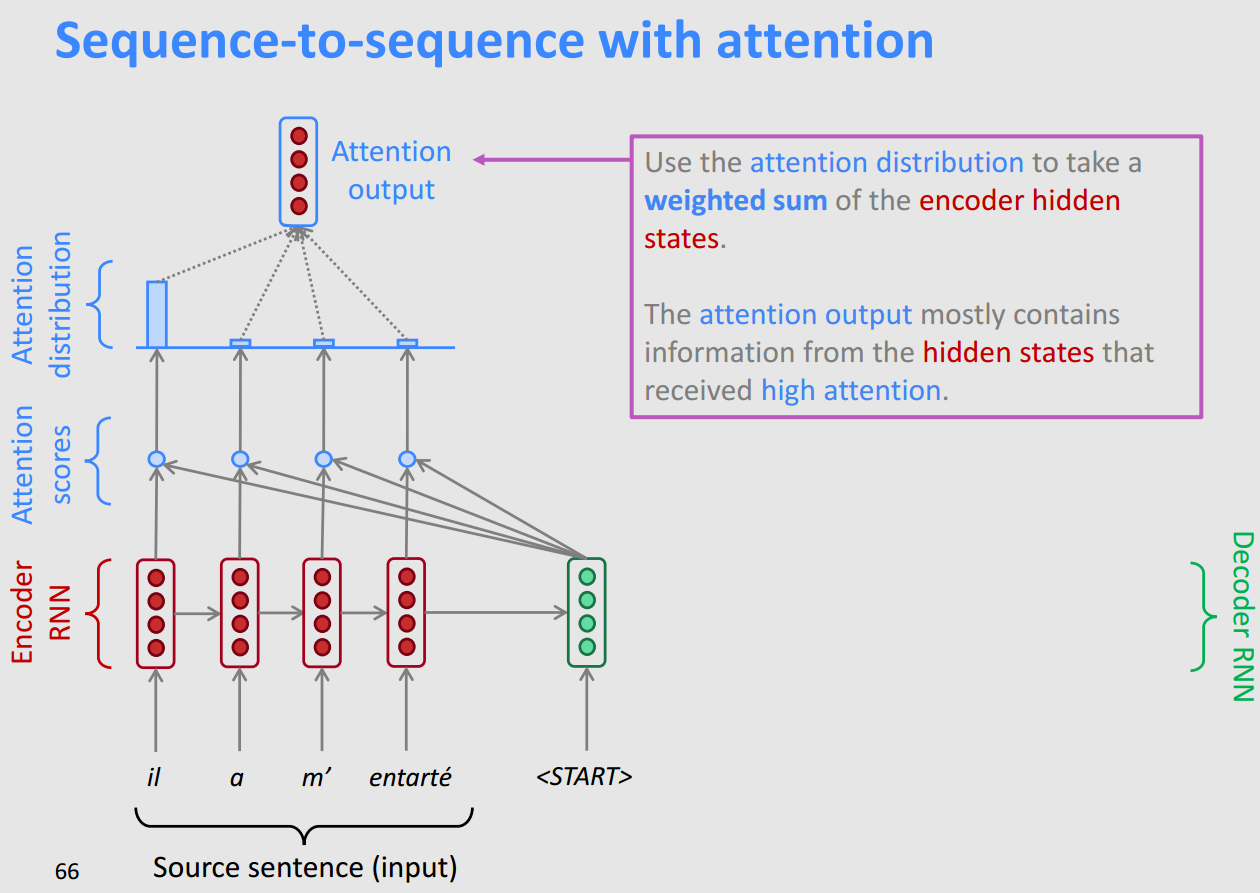 Sequence-to-sequence with attention
Attention
output
Use the attention distribution to take a
weighted sum of the encoder hidden
states.
The attention output mostly contains
information from the hidden states that
received high attention.
Attention
distribution
Attention
scores
Encoder
RNN
Decoder RNN
il a m’ entarté <START>
Source sentence (input)
66